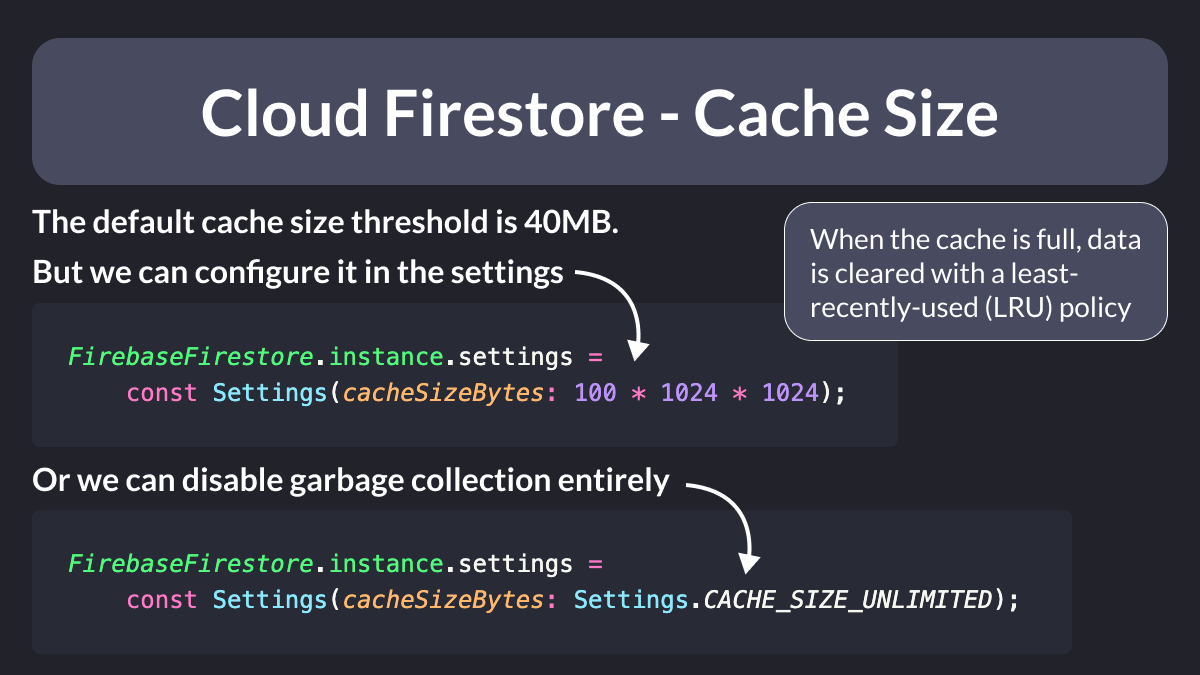 Cloud Firestore - Cache Size
The default cache size threshold is 40MB.
But we can configure it in the settings
When the cache is full, data
is cleared with a least-
recently-used (LRU) policy
FirebaseFirestore.instance.settings =
    const Settings(cacheSizeBytes: 100 * 1024 * 1024);
Or we can disable garbage collection entirely
FirebaseFirestore.instance.settings =
    const Settings(cacheSizeBytes: Settings.CACHE_SIZE_UNLIMITED);